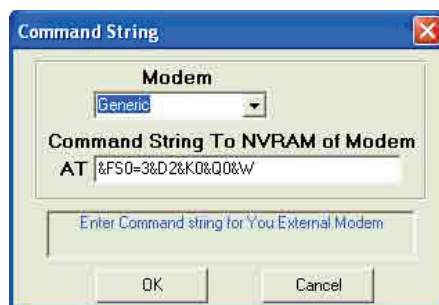 Command String
Modem
Generic
Command String To NVRAM of Modem
AT &FS0=3&D2&K0&Q0&W
Enter Command string for You External Modem
OK Cancel